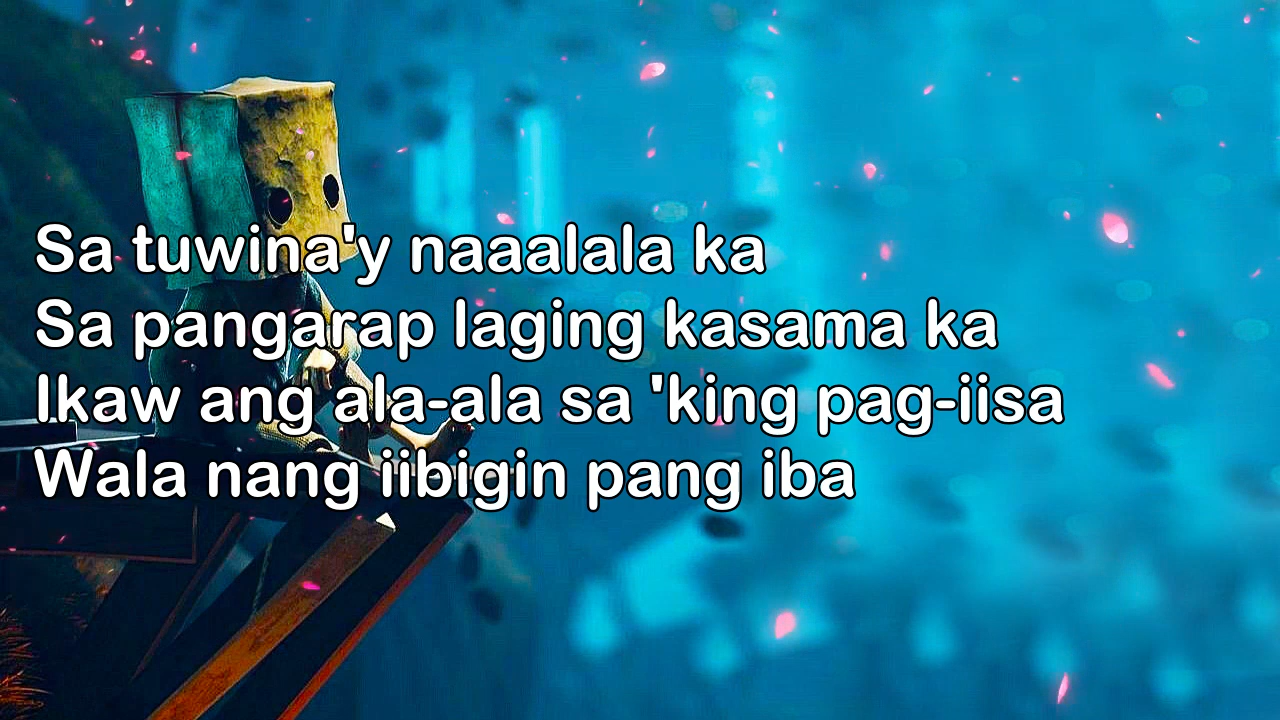 Sa tuwina'y naaalala ka
Sa pangarap laging kasama ka
Ikaw ang ala-ala sa 'king pag-iisa
Wala nang iibigin pang iba